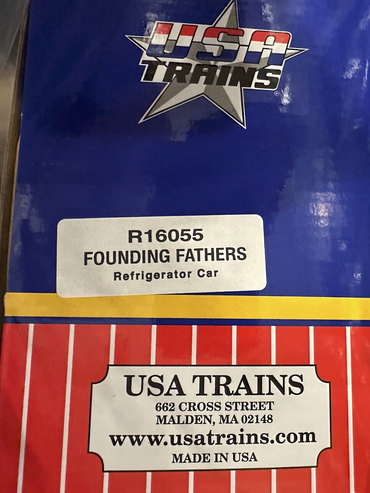 USA
TRAINS
R16055
FOUNDING FATHERS
Refrigerator Car
USA TRAINS
662 CROSS STREET
MALDEN, MA 02148
www.usatrains.com
MADE IN USA